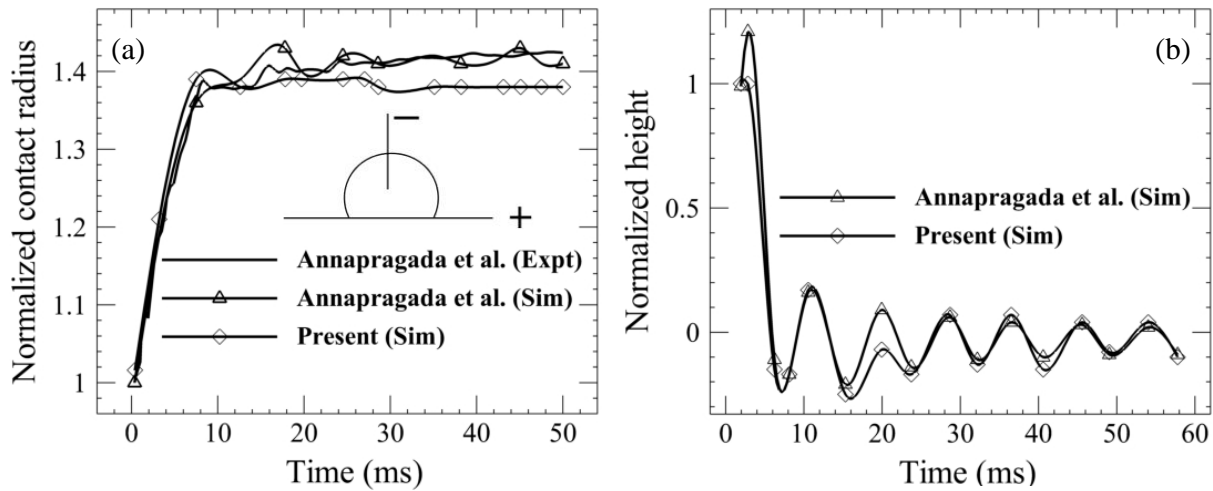 (a)
Normalized contact radius
1.4
1.3
1.2
1.1
1
−
+
Annapragada et al. (Expt)
Annapragada et al. (Sim)
Present (Sim)
0 10 20 30 40 50
Time (ms)
(b)
Normalized height
1
0.5
0
Annapragada et al. (Sim)
Present (Sim)
0 10 20 30 40 50 60
Time (ms)